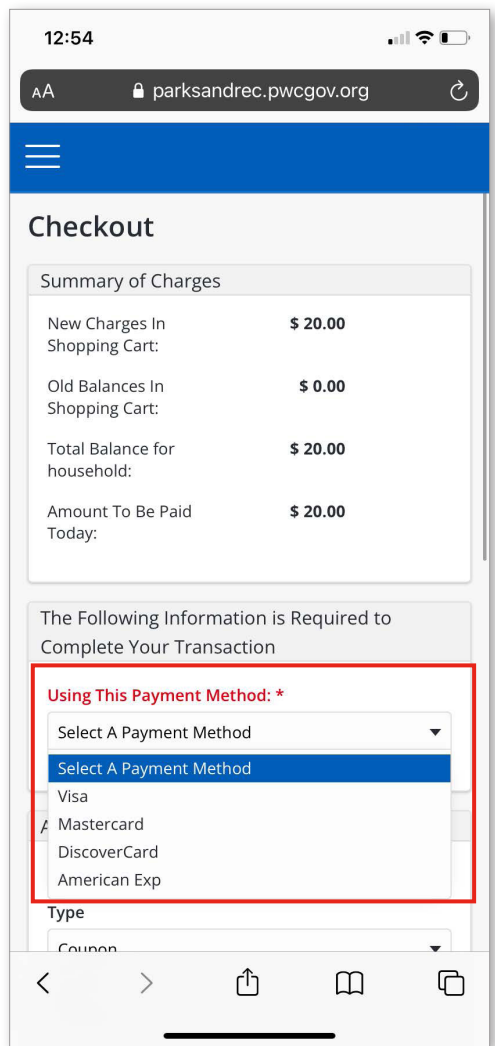 12:54
AA parksandrec.pwcgov.org
Checkout
Summary of Charges
New Charges In $ 20.00
Shopping Cart:
Old Balances In $ 0.00
Shopping Cart:
Total Balance for $ 20.00
household:
Amount To Be Paid $ 20.00
Today:
The Following Information is Required to
Complete Your Transaction
Using This Payment Method: *
Select A Payment Method
Select A Payment Method
Visa
Mastercard
DiscoverCard
American Exp
Type
Coupon